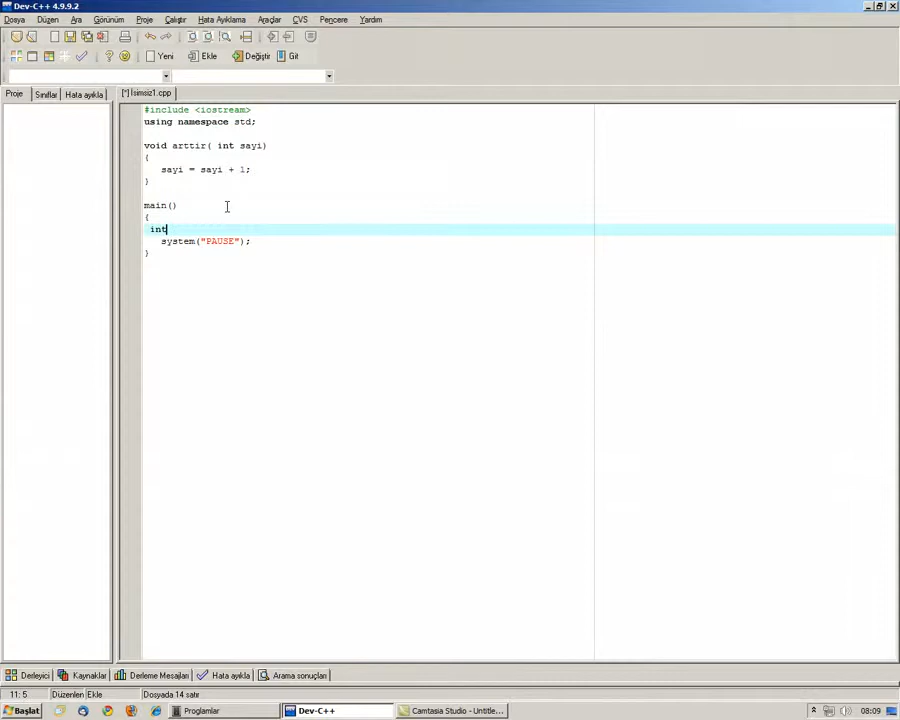 Dev-C++ 4.9.9.2
Dosya Düzen Ara Görünüm Proje Çalıştır Hata Ayıklama Araçlar CVS Pencere Yardım
Yeni Ekle Değiştir Git
Proje Sınıflar Hata ayıkla [*] İsimsiz1.cpp
#include <iostream>
using namespace std;
void arttir( int sayi)
{
sayi = sayi + 1;
}
main()
{
int
system("PAUSE");
}
Derleyici Kaynaklar Derleme Mesajları Hata ayıkla Arama sonuçları
11: 5 Düzenlen Ekle Dosyada 14 satır
Başlat Proglamlar Dev-C++ Camtasia Studio - Untitle... 08:09